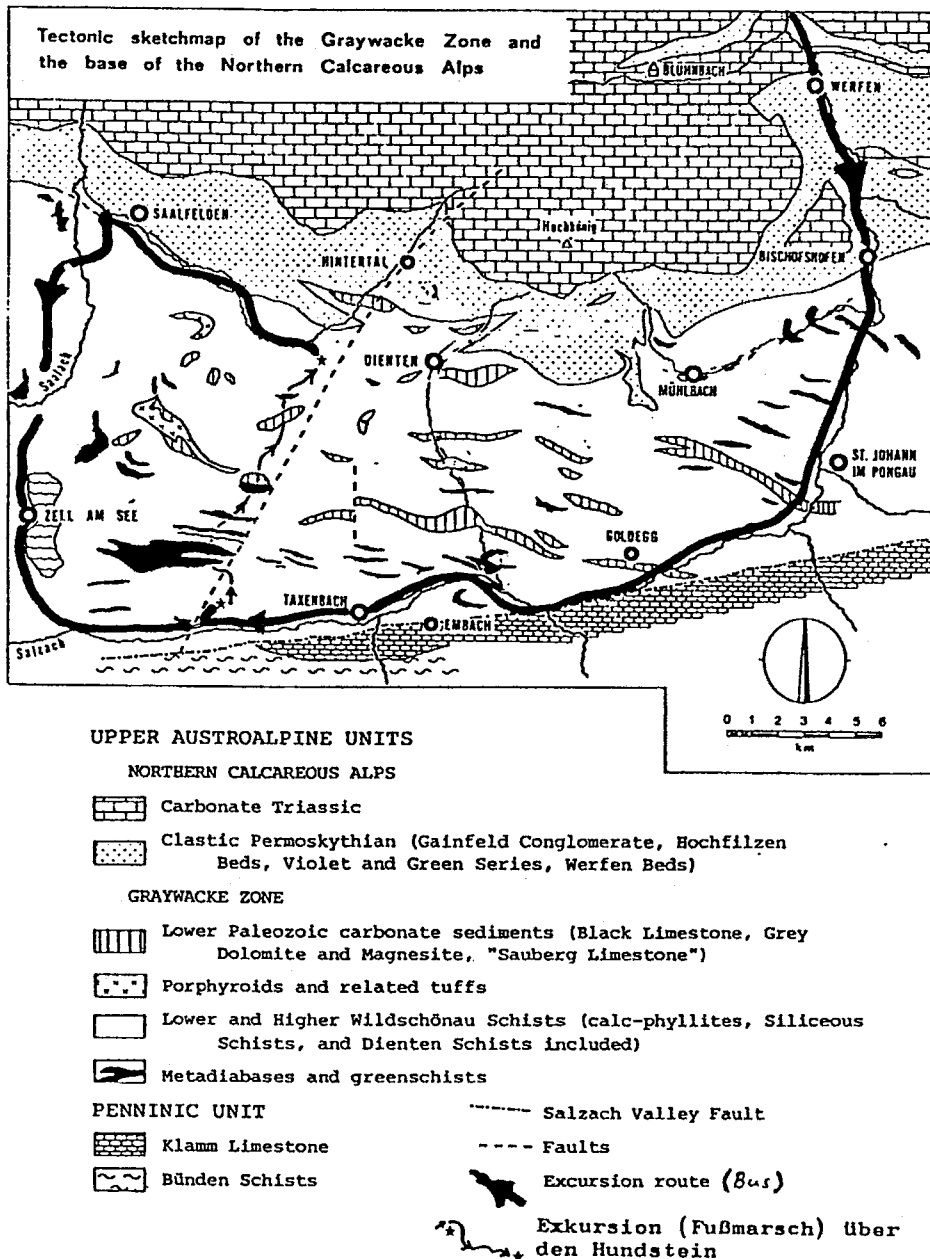 Tectonic sketchmap of the Graywacke Zone and
the base of the Northern Calcareous Alps
BLÜHNBACH
WERFEN
SAALFELDEN
Hochkönig
HINTERTAL
BISCHOFSHOFEN
DIENTEN
MÜHLBACH
Saalach
ST. JOHANN
IM PONGAU
ZELL AM SEE
GOLDEGG
TAXENBACH
EMBACH
Salzach
0 1 2 3 4 5 6
km
UPPER AUSTROALPINE UNITS
NORTHERN CALCAREOUS ALPS
Carbonate Triassic
Clastic Permoskythian (Gainfeld Conglomerate, Hochfilzen
Beds, Violet and Green Series, Werfen Beds)
GRAYWACKE ZONE
Lower Paleozoic carbonate sediments (Black Limestone, Grey
Dolomite and Magnesite, "Sauberg Limestone")
Porphyroids and related tuffs
Lower and Higher Wildschönau Schists (calc-phyllites, Siliceous
Schists, and Dienten Schists included)
Metadiabases and greenschists
PENNINIC UNIT
Klamm Limestone
Bünden Schists
Salzach Valley Fault
Faults
Excursion route (Bus)
Exkursion (Fußmarsch) über
den Hundstein